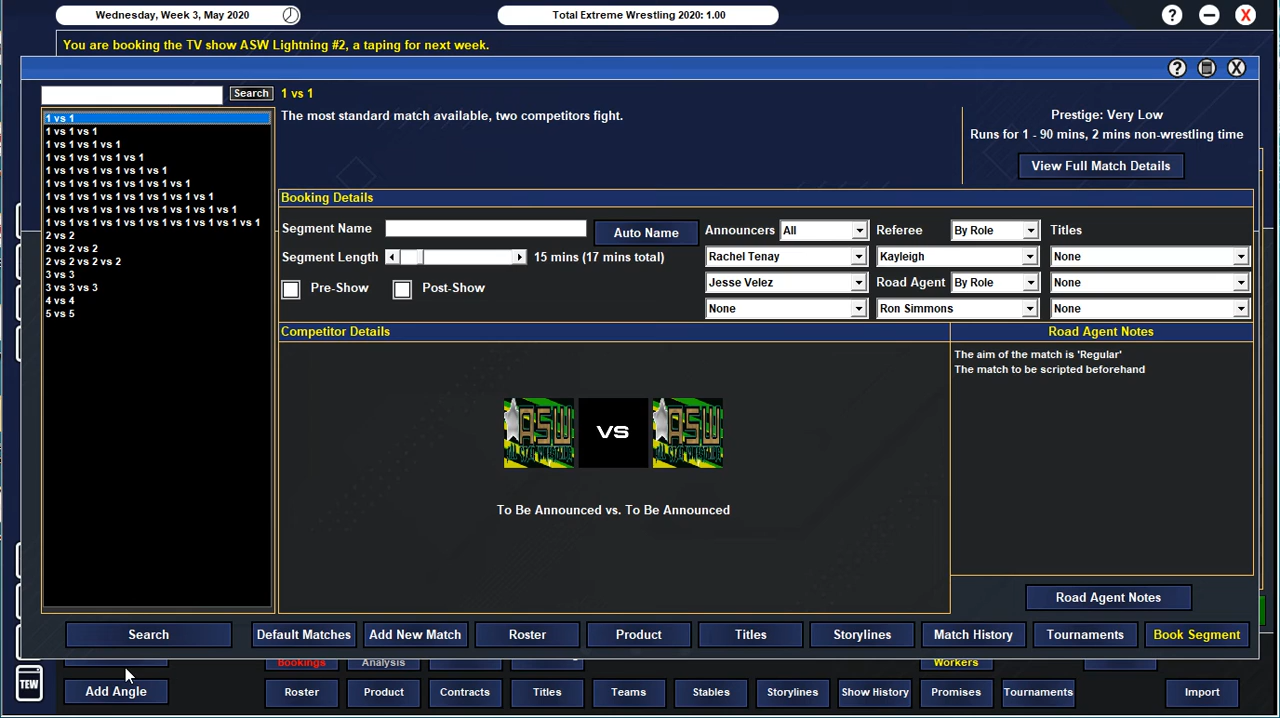 Wednesday, Week 3, May 2020
Total Extreme Wrestling 2020: 1.00
?
X
You are booking the TV show ASW Lightning #2, a taping for next week.
? X
Search
1 vs 1
1 vs 1
1 vs 1 vs 1
1 vs 1 vs 1 vs 1
1 vs 1 vs 1 vs 1 vs 1
1 vs 1 vs 1 vs 1 vs 1 vs 1
1 vs 1 vs 1 vs 1 vs 1 vs 1 vs 1
1 vs 1 vs 1 vs 1 vs 1 vs 1 vs 1 vs 1
1 vs 1 vs 1 vs 1 vs 1 vs 1 vs 1 vs 1 vs 1
1 vs 1 vs 1 vs 1 vs 1 vs 1 vs 1 vs 1 vs 1 vs 1
2 vs 2
2 vs 2 vs 2
2 vs 2 vs 2 vs 2
3 vs 3
3 vs 3 vs 3
4 vs 4
5 vs 5
The most standard match available, two competitors fight.
Prestige: Very Low
Runs for 1 - 90 mins, 2 mins non-wrestling time
View Full Match Details
Booking Details
Segment Name Auto Name Announcers All Referee By Role Titles
Rachel Tenay Kayleigh None
Segment Length 15 mins (17 mins total)
Jesse Velez Road Agent By Role None
Pre-Show Post-Show
None Ron Simmons None
Competitor Details
Road Agent Notes
The aim of the match is 'Regular'
The match to be scripted beforehand
ASW VS ASW
To Be Announced vs. To Be Announced
Road Agent Notes
Search Default Matches Add New Match Roster Product Titles Storylines Match History Tournaments Book Segment
Bookings Analysis Workers
TEW
Add Angle Roster Product Contracts Titles Teams Stables Storylines Show History Promises Tournaments Import